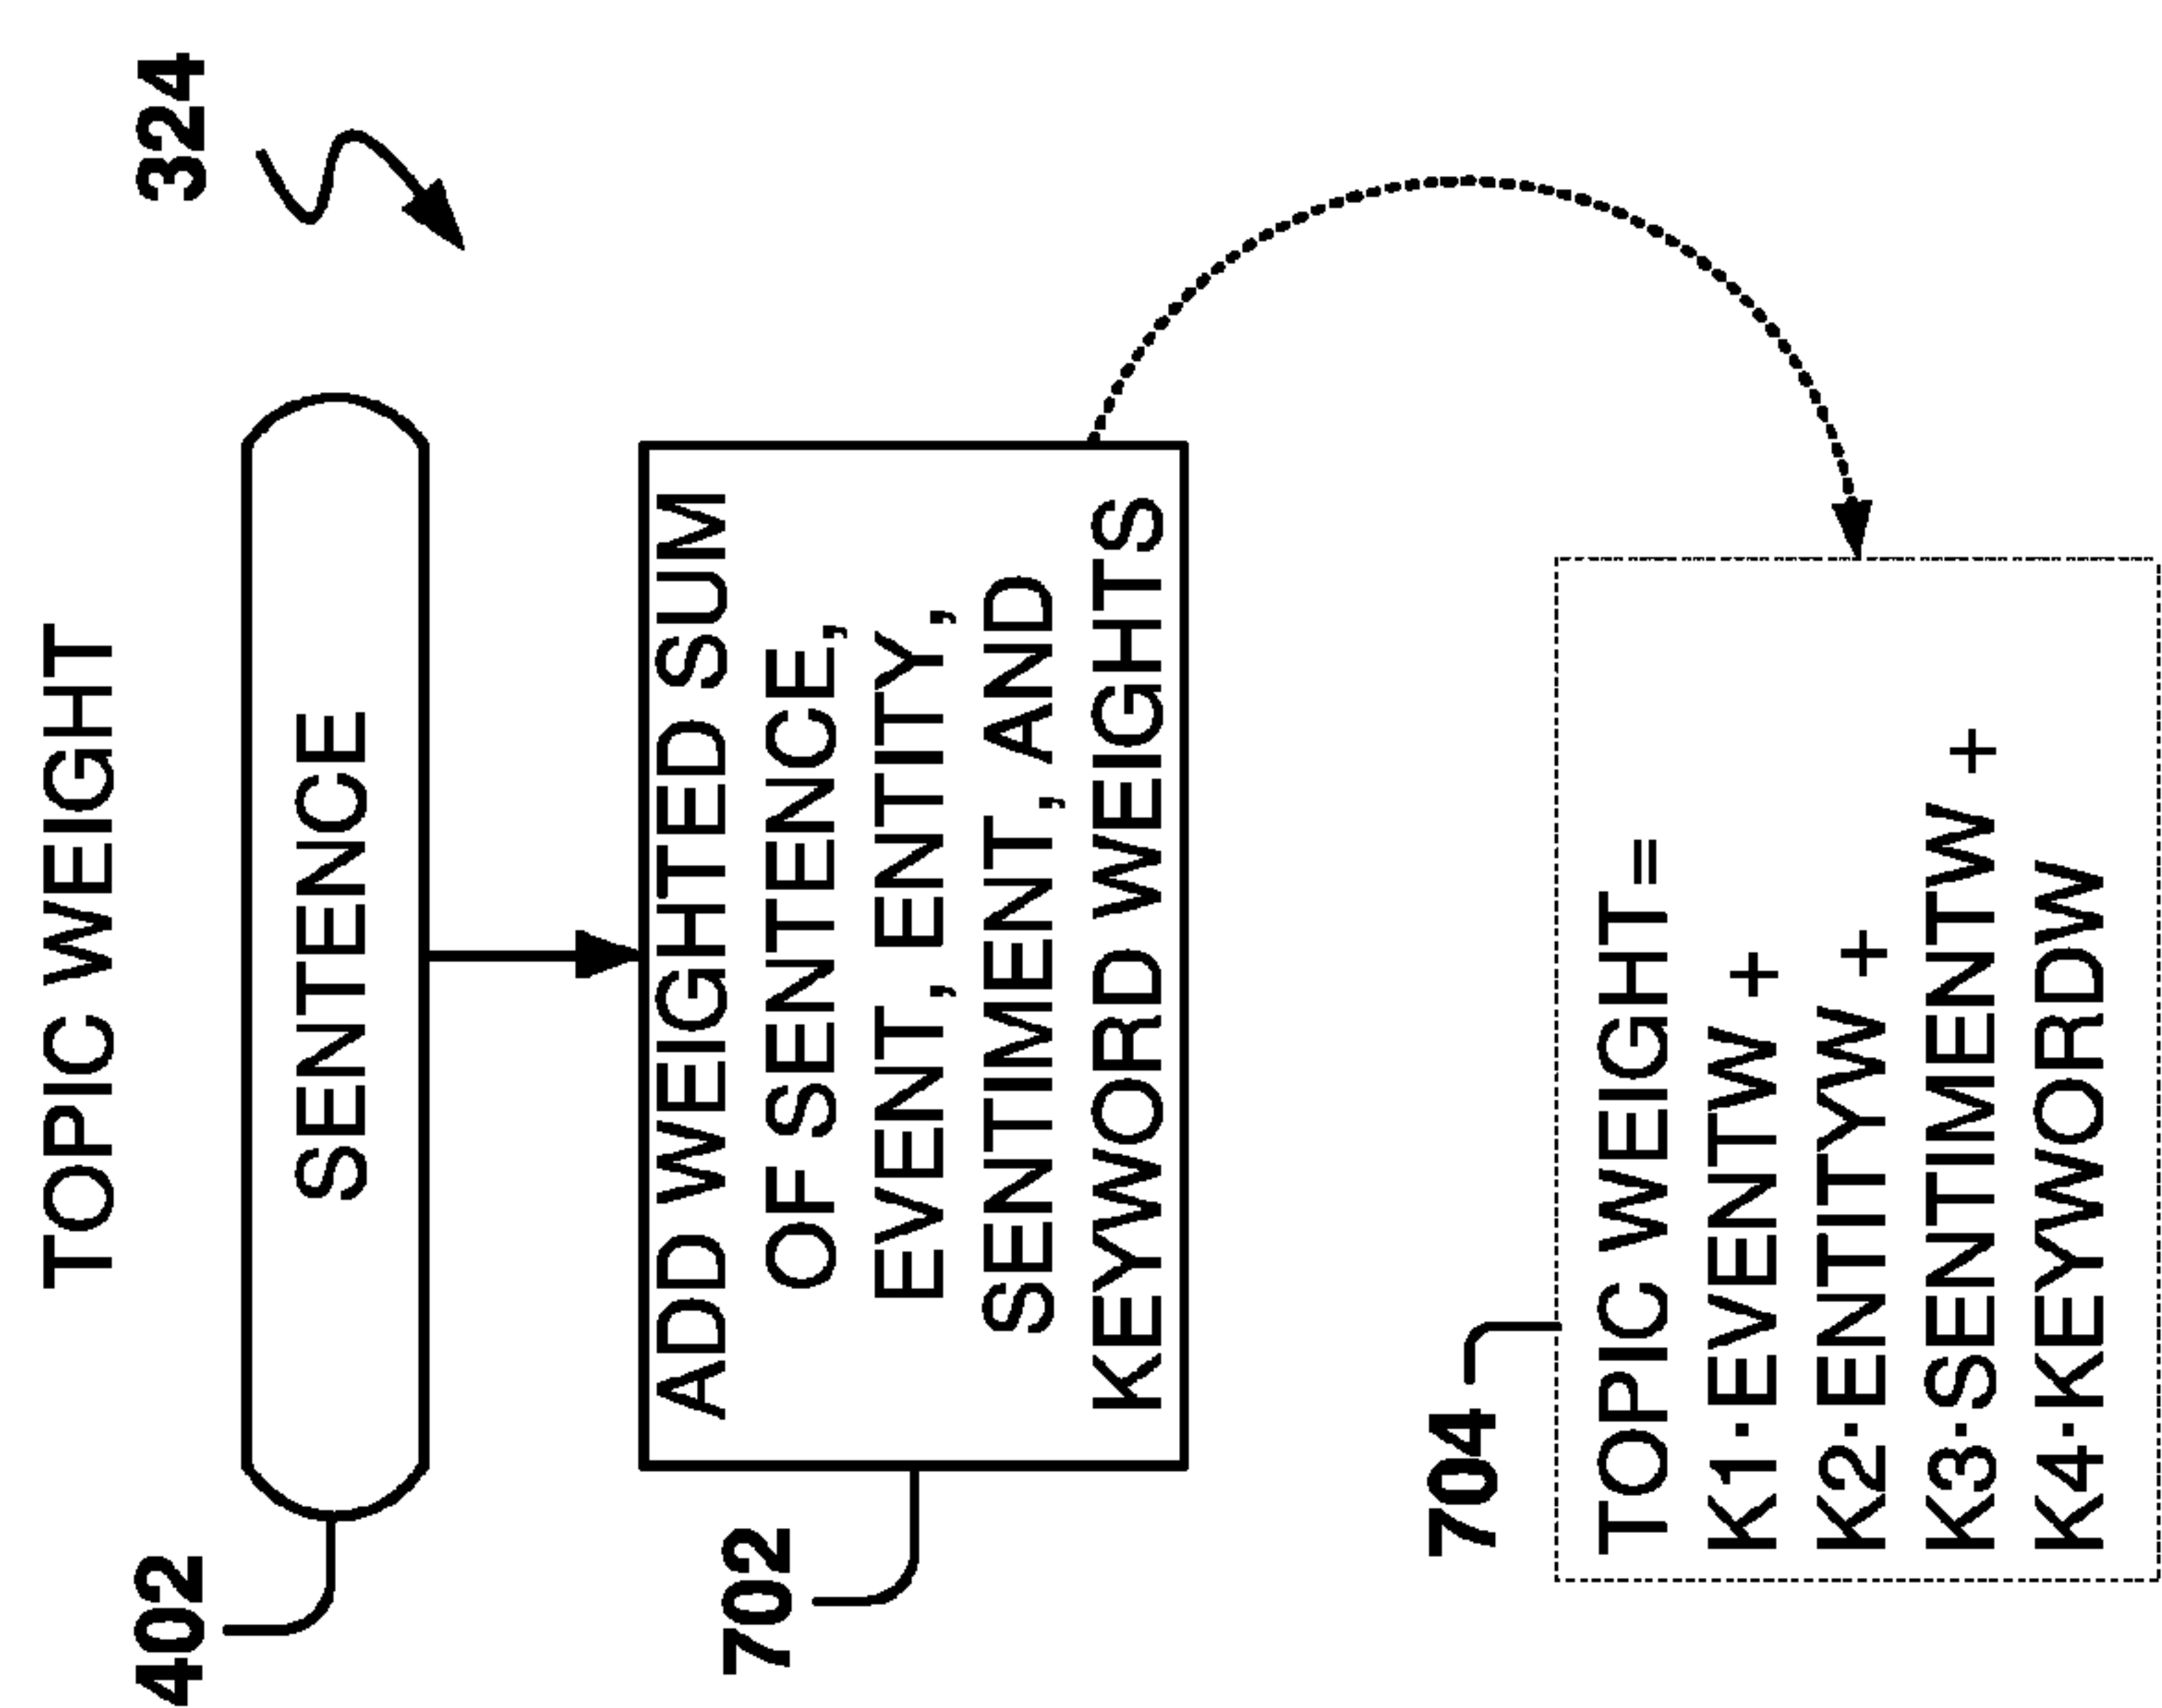 TOPIC WEIGHT
324
402
SENTENCE
702
ADD WEIGHTED SUM
OF SENTENCE,
EVENT, ENTITY,
SENTIMENT, AND
KEYWORD WEIGHTS
704
TOPIC WEIGHT=
K1·EVENTW +
K2·ENTITYW +
K3·SENTIMENTW +
K4·KEYWORDW